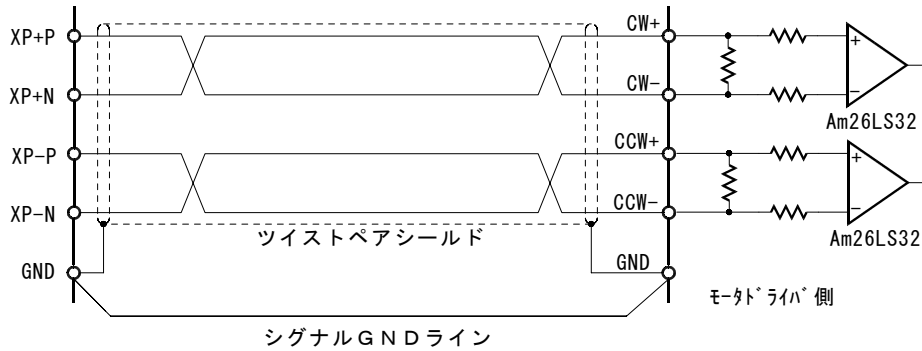 XP+P
CW+
XP+N
CW-
Am26LS32
XP-P
CCW+
XP-N
CCW-
ツイストペアシールド
Am26LS32
GND
GND
ﾓｰﾀﾄﾞﾗｲﾊﾞ側
シグナルＧＮＤライン
+
-
+
-